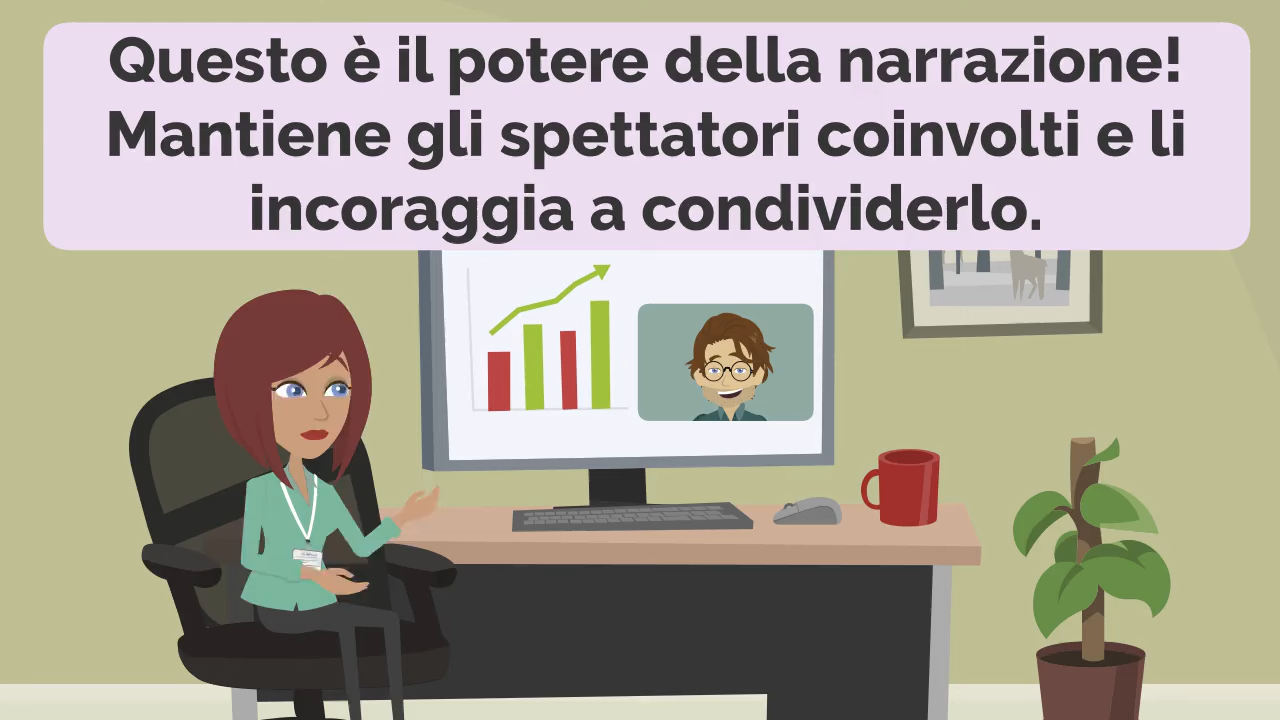 Questo è il potere della narrazione!
Mantiene gli spettatori coinvolti e li
incoraggia a condividerlo.